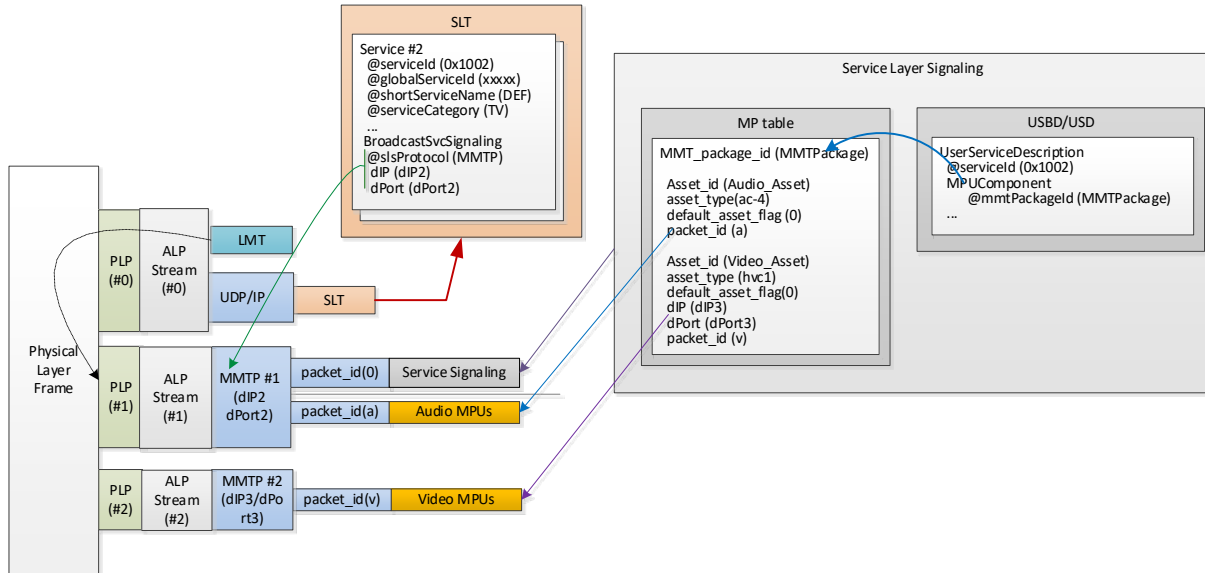 SLT
Service #2
@serviceId (0x1002)
@globalServiceId (xxxxx)
@shortServiceName (DEF)
@serviceCategory (TV)
...
BroadcastSvcSignaling
@slsProtocol (MMTP)
dIP (dIP2)
dPort (dPort2)
Service Layer Signaling
MP table
MMT_package_id (MMTPackage)
Asset_id (Audio_Asset)
asset_type(ac-4)
default_asset_flag (0)
packet_id (a)
Asset_id (Video_Asset)
asset_type (hvc1)
default_asset_flag(0)
dIP (dIP3)
dPort (dPort3)
packet_id (v)
USBD/USD
UserServiceDescription
@serviceId (0x1002)
MPUComponent
@mmtPackageId (MMTPackage)
...
Physical
Layer
Frame
PLP
(#0)
ALP
Stream
(#0)
LMT
UDP/IP
SLT
PLP
(#1)
ALP
Stream
(#1)
MMTP #1
(dIP2
dPort2)
packet_id(0)
Service Signaling
packet_id(a)
Audio MPUs
PLP
(#2)
ALP
Stream
(#2)
MMTP #2
(dIP3/dPo
rt3)
packet_id(v)
Video MPUs